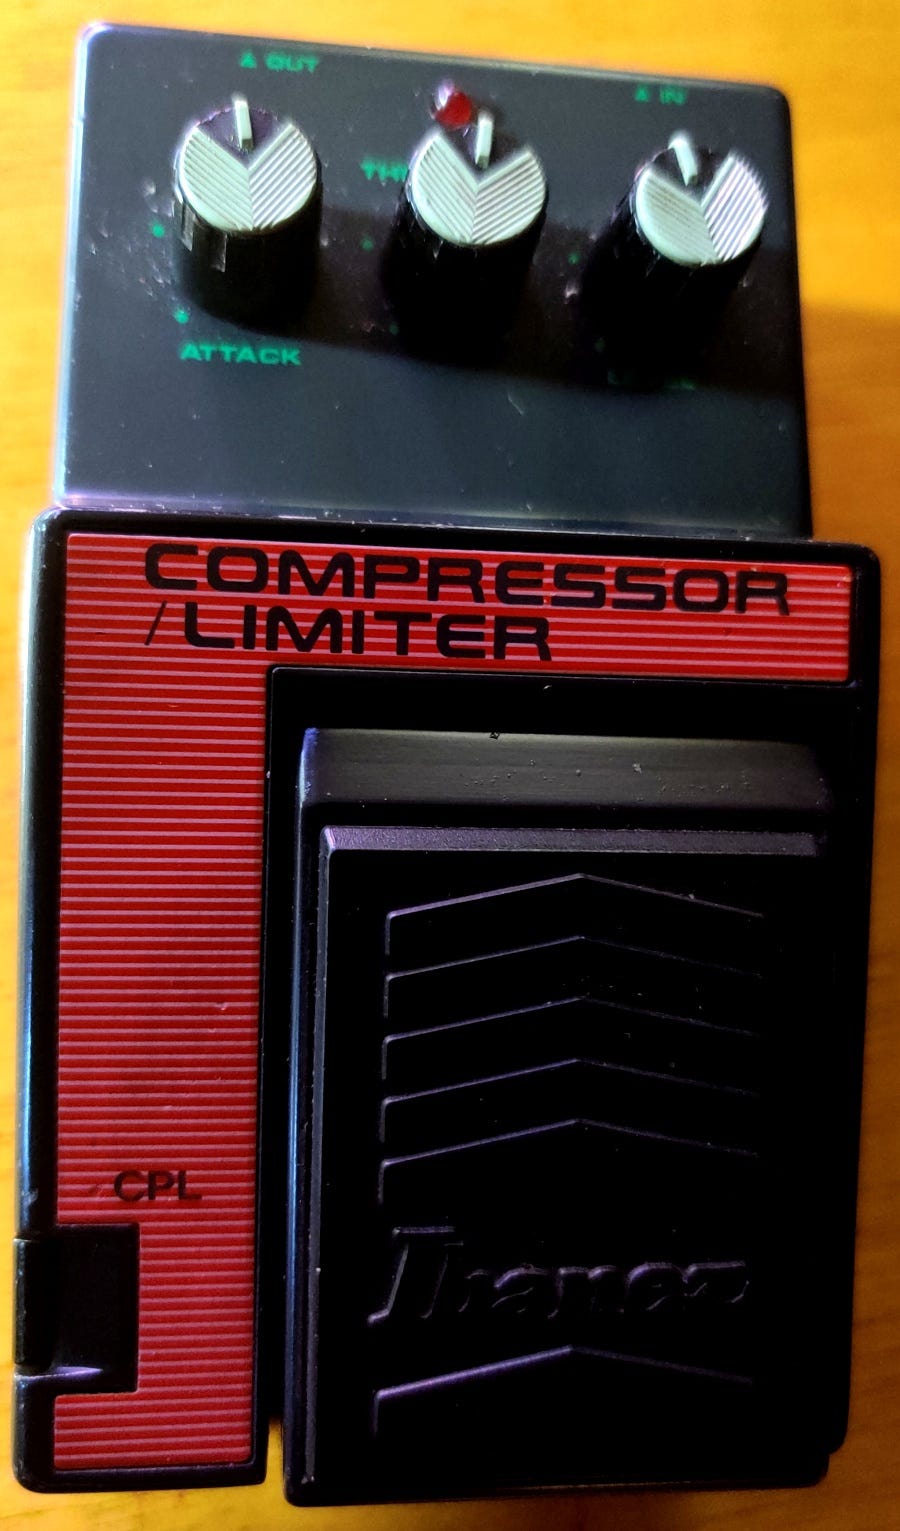 ▲ OUT
▲ IN
ATTACK
COMPRESSOR
/LIMITER
CPL
Ibanez